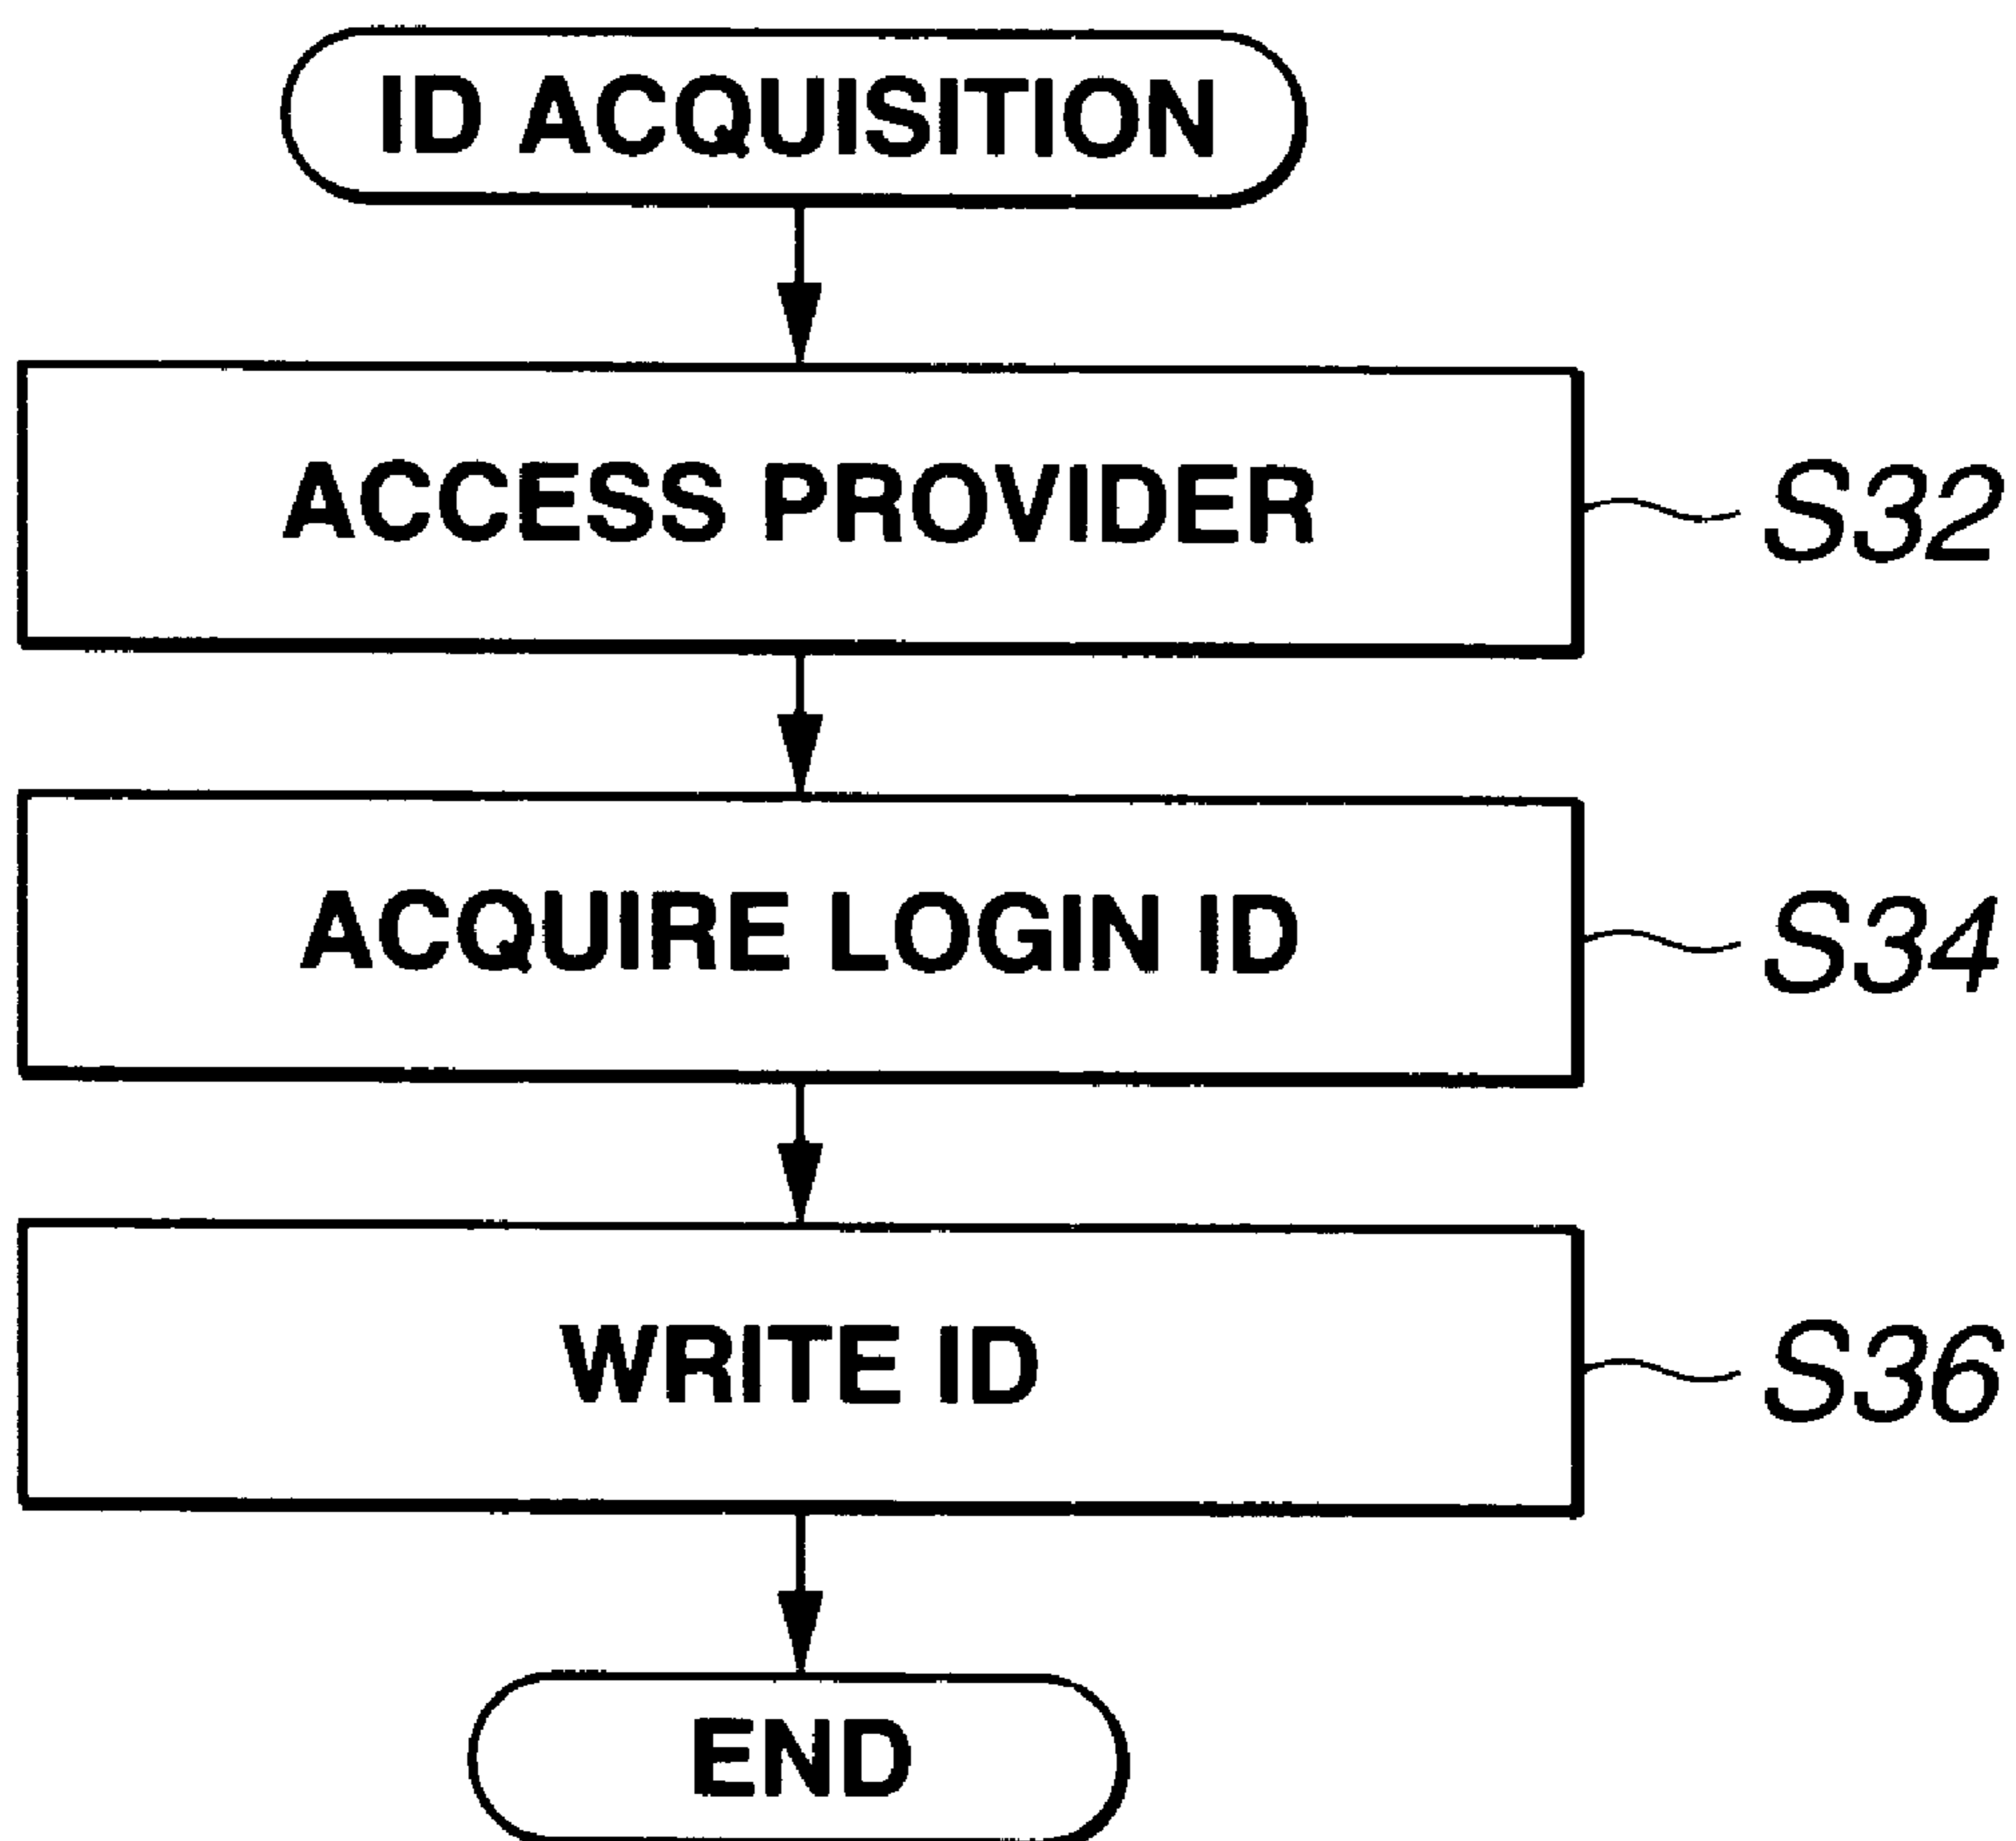 ID ACQUISITION
ACCESS PROVIDER
S32
ACQUIRE LOGIN ID
S34
WRITE ID
S36
END